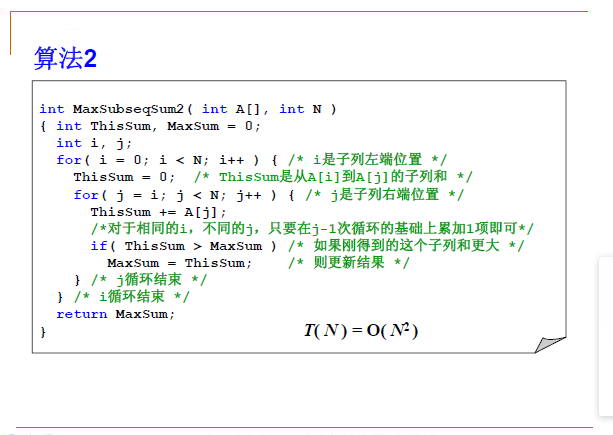 算法2
int MaxSubseqSum2( int A[], int N )
{ int ThisSum, MaxSum = 0;
int i, j;
for( i = 0; i < N; i++ ) { /* i是子列左端位置 */
ThisSum = 0; /* ThisSum是从A[i]到A[j]的子列和 */
for( j = i; j < N; j++ ) { /* j是子列右端位置 */
ThisSum += A[j];
/*对于相同的i，不同的j，只要在j-1次循环的基础上累加1项即可*/
if( ThisSum > MaxSum ) /* 如果刚得到的这个子列和更大 */
MaxSum = ThisSum; /* 则更新结果 */
} /* j循环结束 */
} /* i循环结束 */
return MaxSum;
}
T( N ) = O( N² )